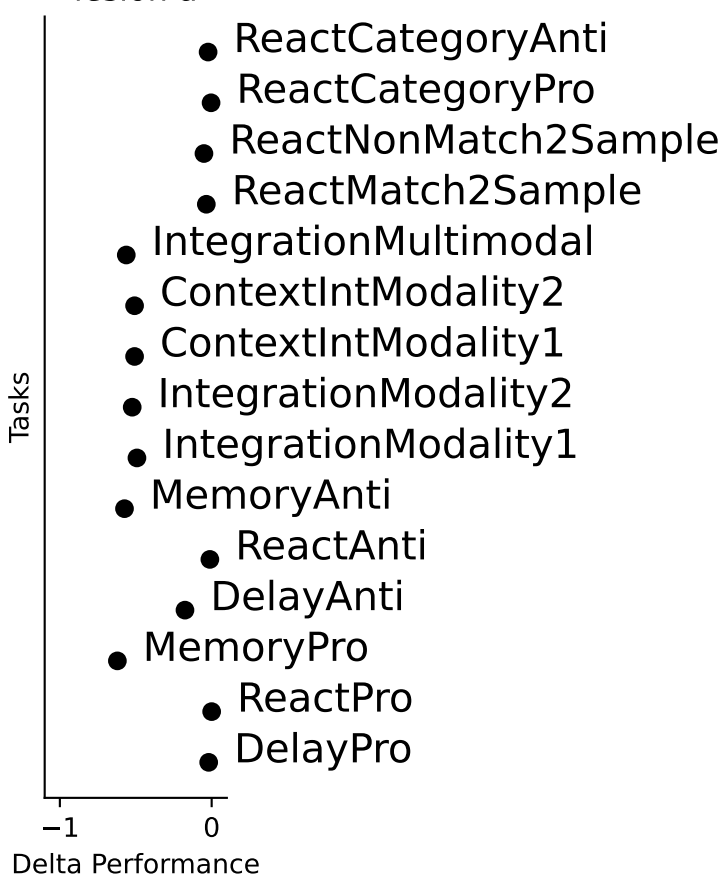 ReactCategoryAnti
ReactCategoryPro
ReactNonMatch2Sample
ReactMatch2Sample
IntegrationMultimodal
ContextIntModality2
ContextIntModality1
IntegrationModality2
IntegrationModality1
MemoryAnti
ReactAnti
DelayAnti
MemoryPro
ReactPro
DelayPro
Tasks
−1 0
Delta Performance